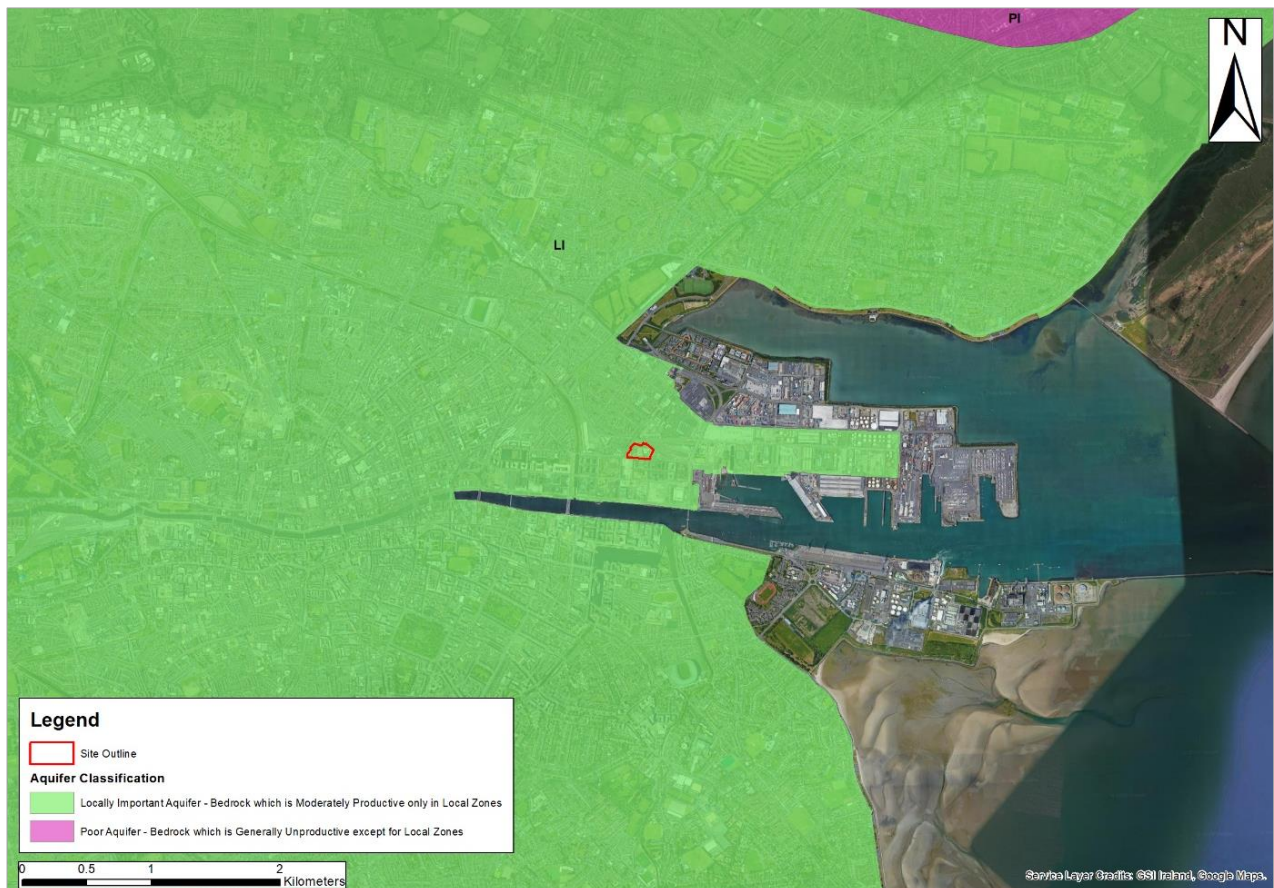 PI
N
LI
Legend
Site Outline
Aquifer Classification
Locally Important Aquifer - Bedrock which is Moderately Productive only in Local Zones
Poor Aquifer - Bedrock which is Generally Unproductive except for Local Zones
0 0.5 1 2
Kilometers
Service Layer Credits: GSI Ireland, Google Maps.